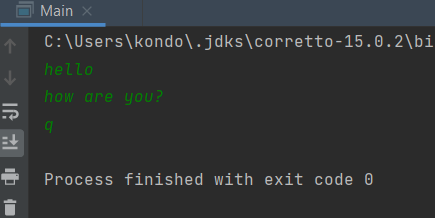 Main
C:\Users\kondo\.jdks\corretto-15.0.2\bi
hello
how are you?
q
Process finished with exit code 0